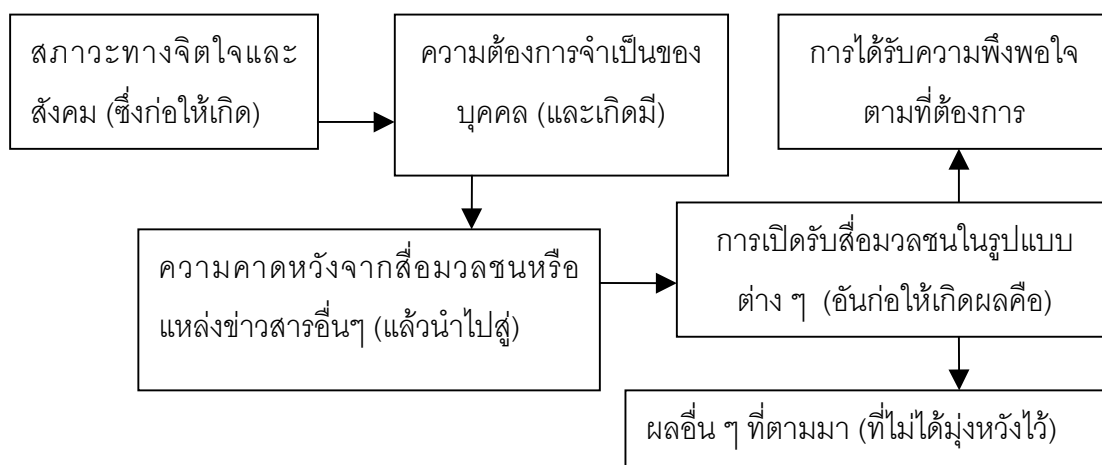 สภาวะทางจิตใจและ
สังคม (ซึ่งก่อให้เกิด)
ความต้องการจำเป็นของ
บุคคล (และเกิดมี)
การได้รับความพึงพอใจ
ตามที่ต้องการ
ความคาดหวังจากสื่อมวลชนหรือ
แหล่งข่าวสารอื่นๆ (แล้วนำไปสู่)
การเปิดรับสื่อมวลชนในรูปแบบ
ต่าง ๆ (อันก่อให้เกิดผลคือ)
ผลอื่น ๆ ที่ตามมา (ที่ไม่ได้มุ่งหวังไว้)